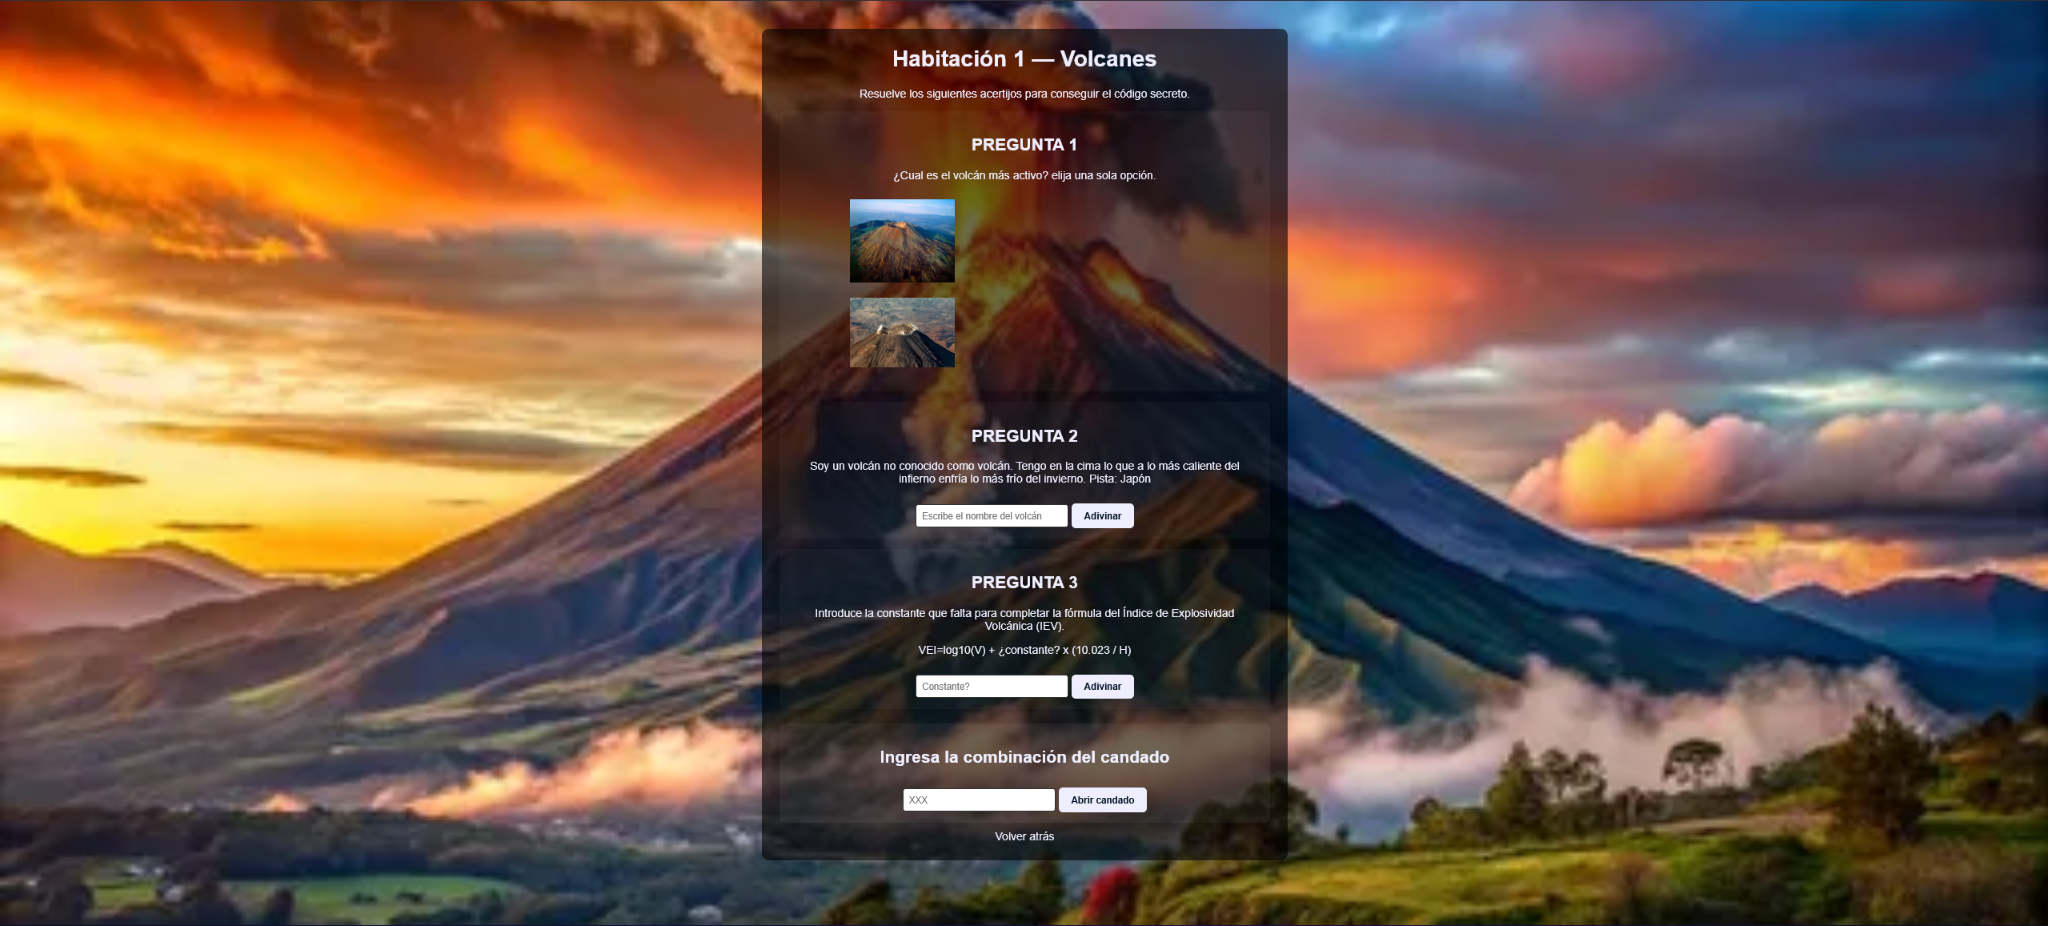 Habitación 1 — Volcanes
Resuelve los siguientes acertijos para conseguir el código secreto.
PREGUNTA 1
¿Cual es el volcán más activo? elija una sola opción.
PREGUNTA 2
Soy un volcán no conocido como volcán. Tengo en la cima lo que a lo más caliente del
infierno enfría lo más frío del invierno. Pista: Japón
Escribe el nombre del volcán
Adivinar
PREGUNTA 3
Introduce la constante que falta para completar la fórmula del Índice de Explosividad
Volcánica (IEV).
VEI=log10(V) + ¿constante? x (10.023 / H)
Constante?
Adivinar
Ingresa la combinación del candado
XXX
Abrir candado
Volver atrás